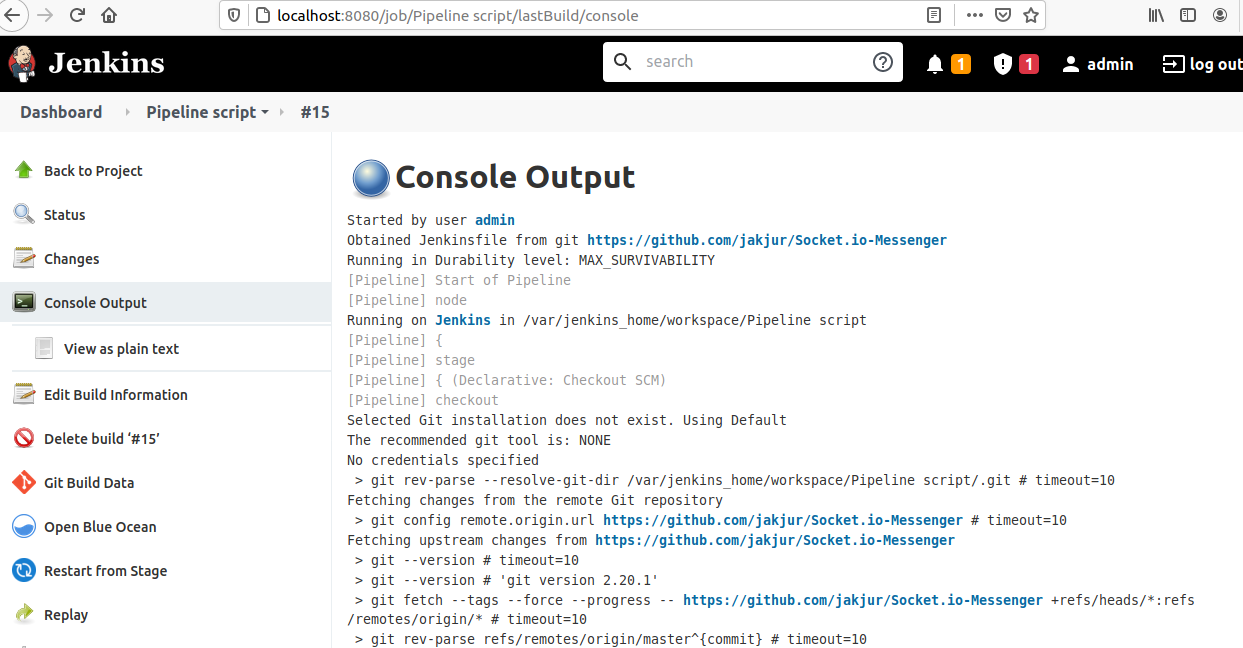 localhost:8080/job/Pipeline script/lastBuild/console
Jenkins
search
1
1
admin
log out
Dashboard
Pipeline script
#15
Back to Project
Status
Changes
Console Output
View as plain text
Edit Build Information
Delete build ‘#15’
Git Build Data
Open Blue Ocean
Restart from Stage
Replay
Console Output
Started by user admin
Obtained Jenkinsfile from git https://github.com/jakjur/Socket.io-Messenger
Running in Durability level: MAX_SURVIVABILITY
[Pipeline] Start of Pipeline
[Pipeline] node
Running on Jenkins in /var/jenkins_home/workspace/Pipeline script
[Pipeline] {
[Pipeline] stage
[Pipeline] { (Declarative: Checkout SCM)
[Pipeline] checkout
Selected Git installation does not exist. Using Default
The recommended git tool is: NONE
No credentials specified
> git rev-parse --resolve-git-dir /var/jenkins_home/workspace/Pipeline script/.git # timeout=10
Fetching changes from the remote Git repository
> git config remote.origin.url https://github.com/jakjur/Socket.io-Messenger # timeout=10
Fetching upstream changes from https://github.com/jakjur/Socket.io-Messenger
> git --version # timeout=10
> git --version # 'git version 2.20.1'
> git fetch --tags --force --progress -- https://github.com/jakjur/Socket.io-Messenger +refs/heads/*:refs
/remotes/origin/* # timeout=10
> git rev-parse refs/remotes/origin/master^{commit} # timeout=10